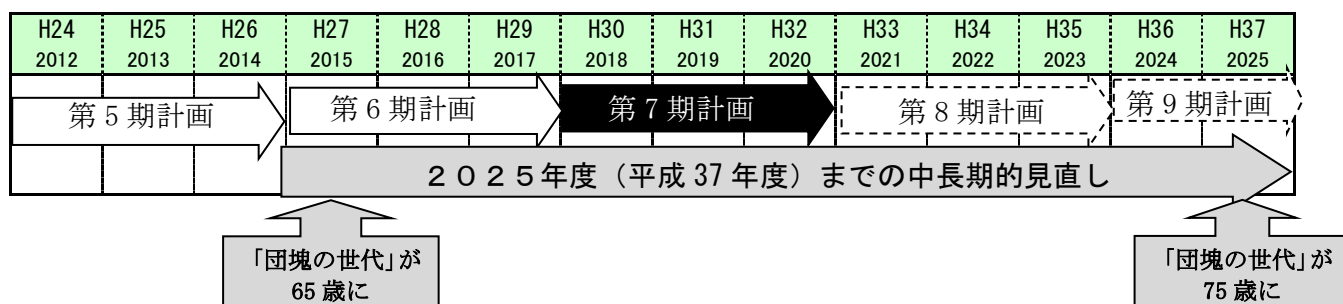 H24 H25 H26 H27 H28 H29 H30 H31 H32 H33 H34 H35 H36 H37
2012 2013 2014 2015 2016 2017 2018 2019 2020 2021 2022 2023 2024 2025
第5期計画 第6期計画 第7期計画 第8期計画 第9期計画
2025年度（平成37年度）までの中長期的見直し
「団塊の世代」が 「団塊の世代」が
65歳に 75歳に